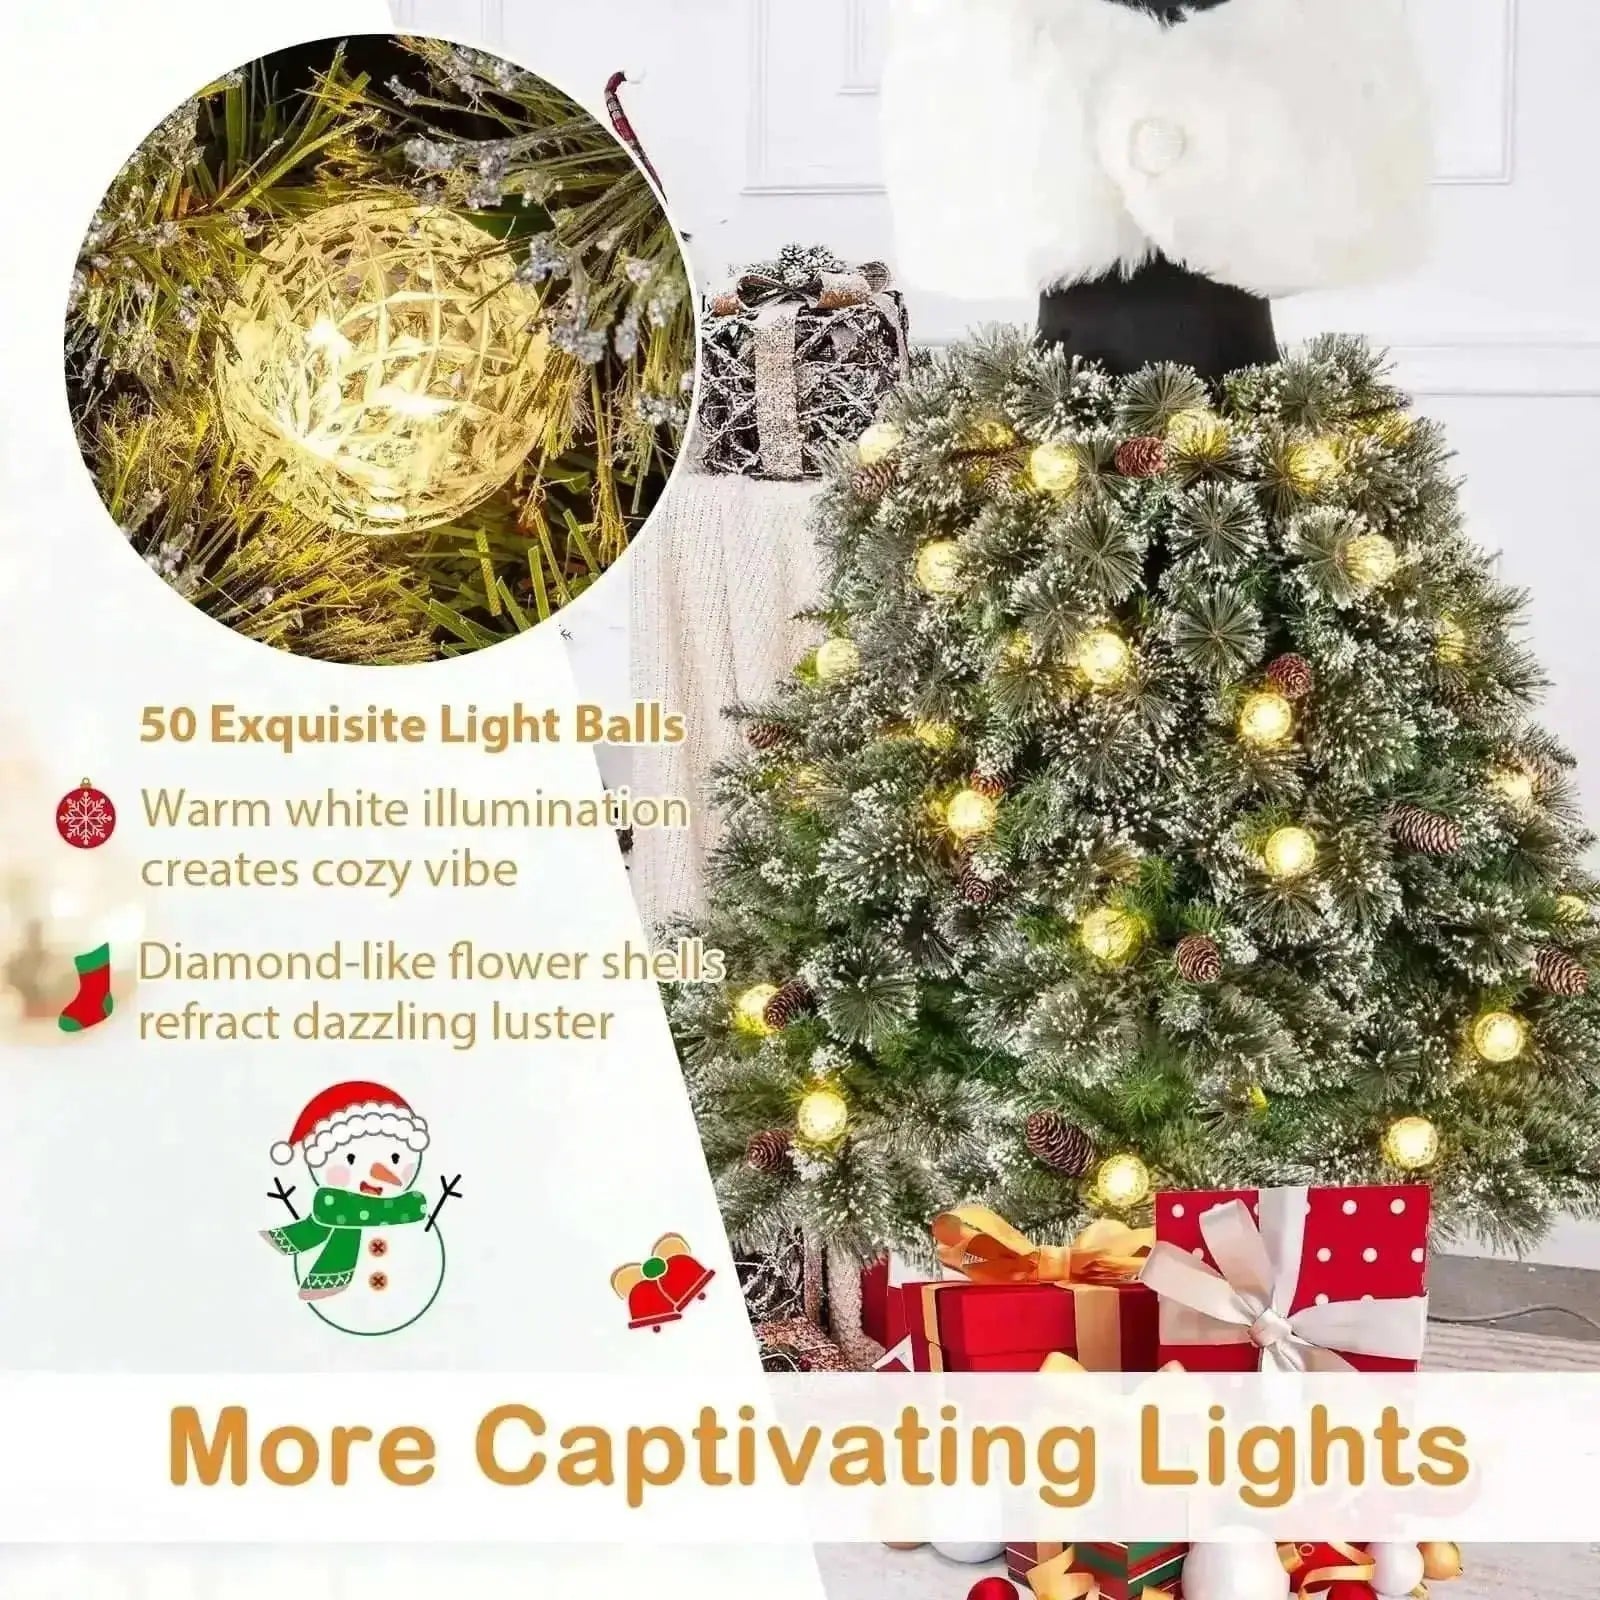 50 Exquisite Light Balls
Warm white illumination
creates cozy vibe
Diamond-like flower shells
refract dazzling luster
More Captivating Lights